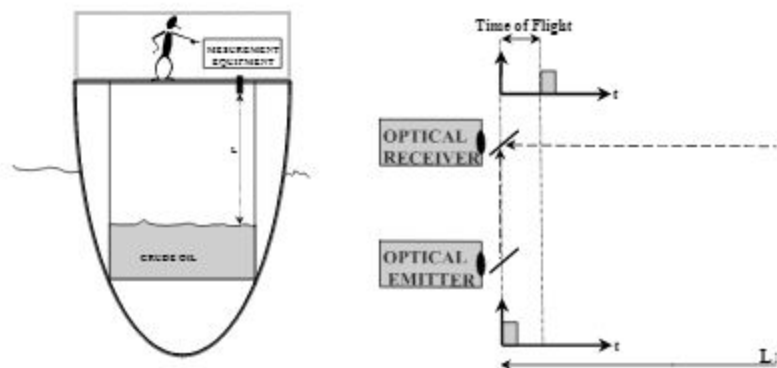 MESUREMENT
EQUIPMENT
CRUDE OIL
Time of Flight
t
OPTICAL
RECEIVER
OPTICAL
EMITTER
t